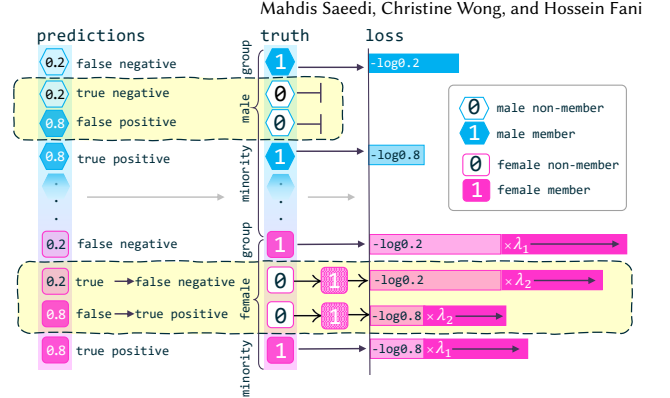 Mahdis Saeedi, Christine Wong, and Hossein Fani
predictions truth loss
0.2 false negative 1 -log0.2
0.2 true negative 0
0.8 false positive 0
0.8 true positive 1 -log0.8
group
male
minority
0 male non-member
1 male member
0 female non-member
1 female member
0.2 false negative 1 -log0.2 ×λ1
0.2 true false negative 0 1 -log0.2 ×λ2
0.8 false true positive 0 1 -log0.8 ×λ2
0.8 true positive 1 -log0.8 ×λ1
group
female
minority